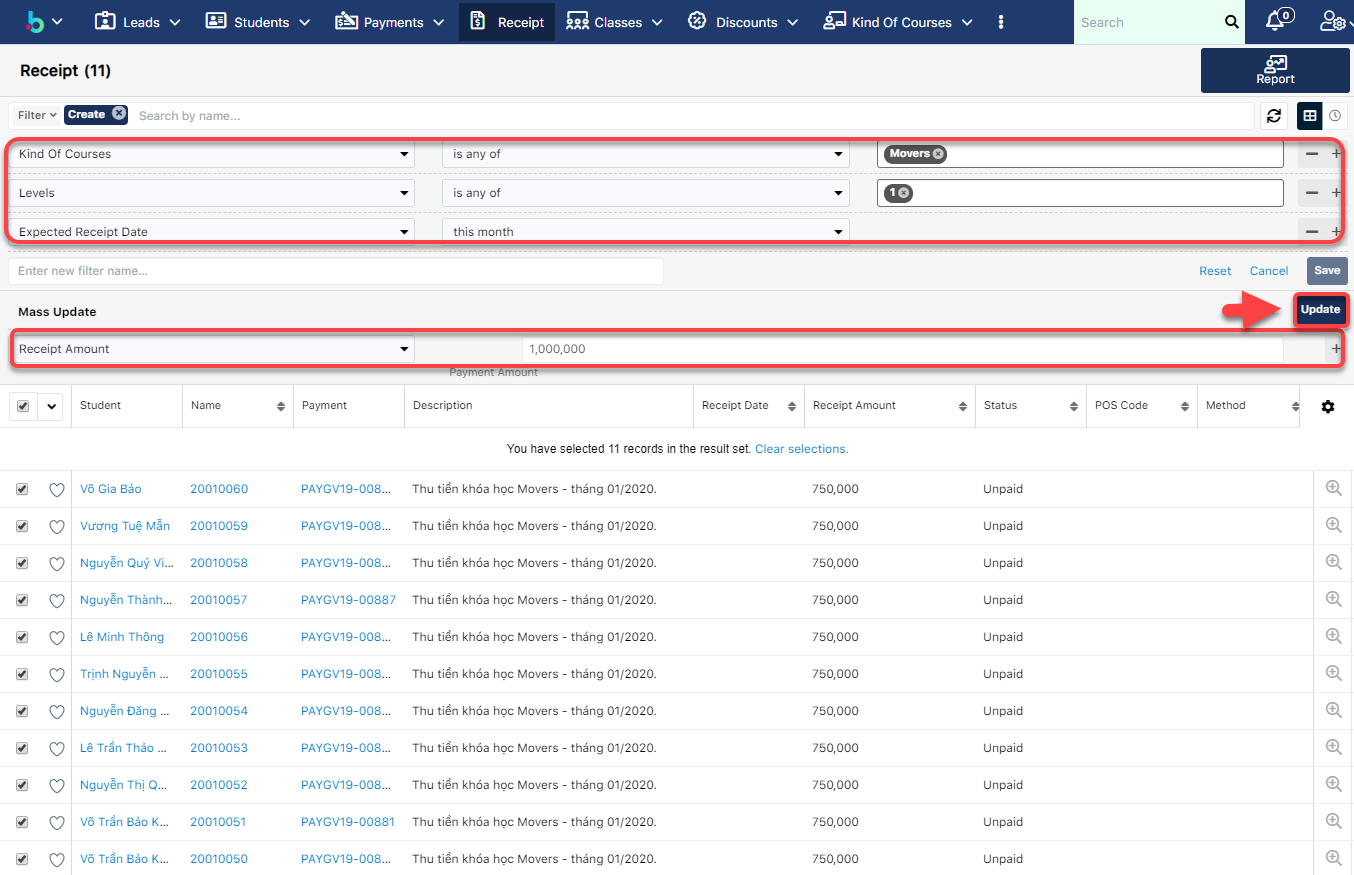 Leads Students Payments Receipt Classes Discounts Kind Of Courses Search 0
Receipt (11)
Report
Filter Create Search by name...
Kind Of Courses is any of Movers
Levels is any of 1
Expected Receipt Date this month
Enter new filter name... Reset Cancel Save
Mass Update Update
Receipt Amount 1,000,000
Payment Amount
Student Name Payment Description Receipt Date Receipt Amount Status POS Code Method
You have selected 11 records in the result set. Clear selections.
Võ Gia Bảo 20010060 PAYGV19-008... Thu tiền khóa học Movers - tháng 01/2020. 750,000 Unpaid
Vương Tuệ Mẫn 20010059 PAYGV19-008... Thu tiền khóa học Movers - tháng 01/2020. 750,000 Unpaid
Nguyễn Quý Vi... 20010058 PAYGV19-008... Thu tiền khóa học Movers - tháng 01/2020. 750,000 Unpaid
Nguyễn Thành... 20010057 PAYGV19-00887 Thu tiền khóa học Movers - tháng 01/2020. 750,000 Unpaid
Lê Minh Thông 20010056 PAYGV19-008... Thu tiền khóa học Movers - tháng 01/2020. 750,000 Unpaid
Trịnh Nguyễn ... 20010055 PAYGV19-008... Thu tiền khóa học Movers - tháng 01/2020. 750,000 Unpaid
Nguyễn Đăng ... 20010054 PAYGV19-008... Thu tiền khóa học Movers - tháng 01/2020. 750,000 Unpaid
Lê Trần Thảo ... 20010053 PAYGV19-008... Thu tiền khóa học Movers - tháng 01/2020. 750,000 Unpaid
Nguyễn Thị Q... 20010052 PAYGV19-008... Thu tiền khóa học Movers - tháng 01/2020. 750,000 Unpaid
Võ Trần Bảo K... 20010051 PAYGV19-00881 Thu tiền khóa học Movers - tháng 01/2020. 750,000 Unpaid
Võ Trần Bảo K... 20010050 PAYGV19-008... Thu tiền khóa học Movers - tháng 01/2020. 750,000 Unpaid